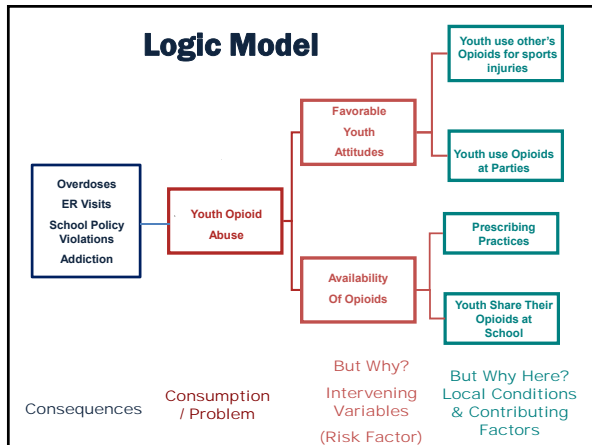 Logic Model
Overdoses
ER Visits
School Policy
Violations
Addiction
Youth Opioid
Abuse
Favorable
Youth
Attitudes
Availability
Of Opioids
Youth use other's
Opioids for sports
injuries
Youth use Opioids
at Parties
Prescribing
Practices
Youth Share Their
Opioids at
School
Consequences
Consumption
/ Problem
But Why?
Intervening
Variables
(Risk Factor)
But Why Here?
Local Conditions
& Contributing
Factors